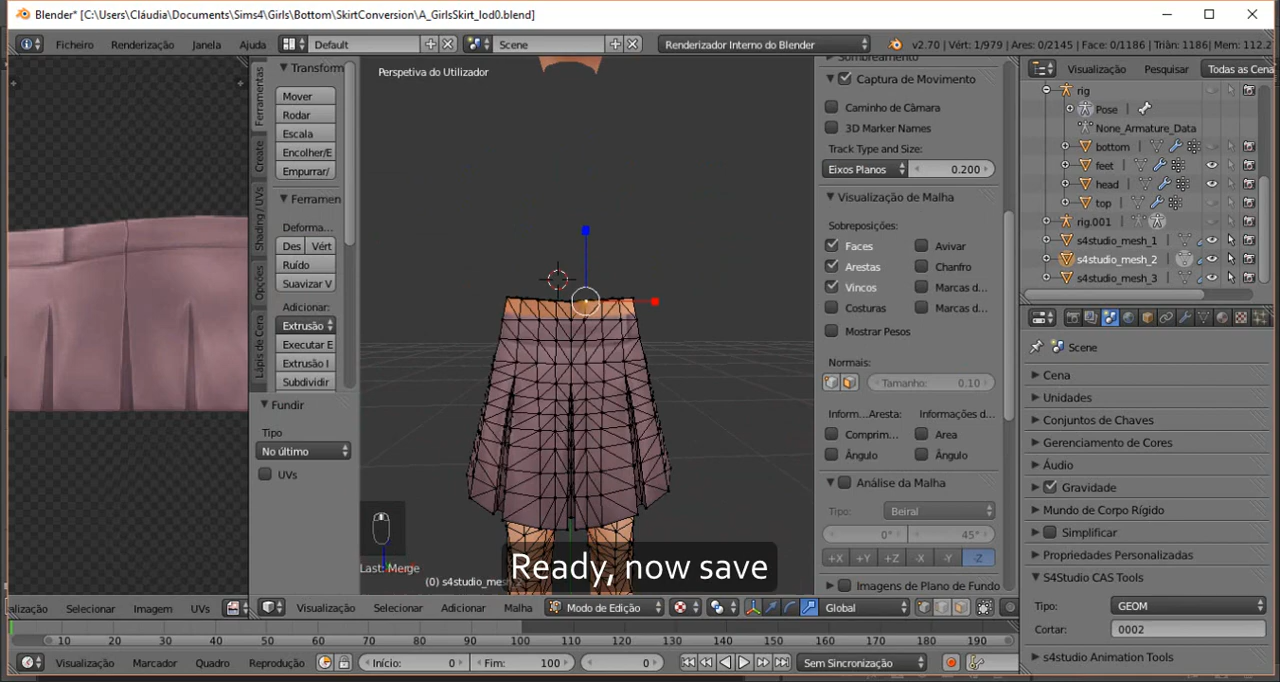 Blender* [C:\Users\Cláudia\Documents\Sims4\Girls\Bottom\SkirtConversion\A_GirlsSkirt_lod0.blend]
Ficheiro Renderização Janela Ajuda Default Scene Renderizador Interno do Blender v2.70 | Vért: 1/979 | Ares: 0/2145 | Face: 0/1186 | Triân: 1186| Mem: 112.2
Ferramentas
Create
Shading / UVs
Opções
Lápis de Cera
Transform
Mover
Rodar
Escala
Encolher/E
Empurrar/
Ferramen
Deforma...
Des Vért
Ruído
Suavizar V
Adicionar:
Extrusão
Executar E
Extrusão I
Subdividir
Fundir
Tipo
No último
UVs
Perspetiva do Utilizador
Last: Merge
(0) s4studio_mes
Ready, now save
Sombreamento
Captura de Movimento
Caminho de Câmara
3D Marker Names
Track Type and Size:
Eixos Planos 0.200
Visualização de Malha
Sobreposições:
Faces Avivar
Arestas Chanfro
Vincos Marcas d...
Costuras Marcas d...
Mostrar Pesos
Normais:
Tamanho: 0.10
Inform...Aresta: Informações d...
Comprim... Area
Ângulo Ângulo
Análise da Malha
Tipo: Beiral
0° 45°
+X +Y +Z -X -Y -Z
Imagens de Plano de Fundo
Visualização Pesquisar Todas as Cena
rig
Pose
None_Armature_Data
bottom
feet
head
top
rig.001
s4studio_mesh_1
s4studio_mesh_2
s4studio_mesh_3
Scene
Cena
Unidades
Conjuntos de Chaves
Gerenciamento de Cores
Áudio
Gravidade
Mundo de Corpo Rígido
Simplificar
Propriedades Personalizadas
S4Studio CAS Tools
Tipo: GEOM
Cortar: 0002
s4studio Animation Tools
alização Selecionar Imagem UVs Visualização Selecionar Adicionar Malha Modo de Edição Global
10 20 30 40 50 60 70 80 90 100 110 120 130 140 150 160 170 180 190
Visualização Marcador Quadro Reprodução Início: 0 Fim: 100 0 Sem Sincronização